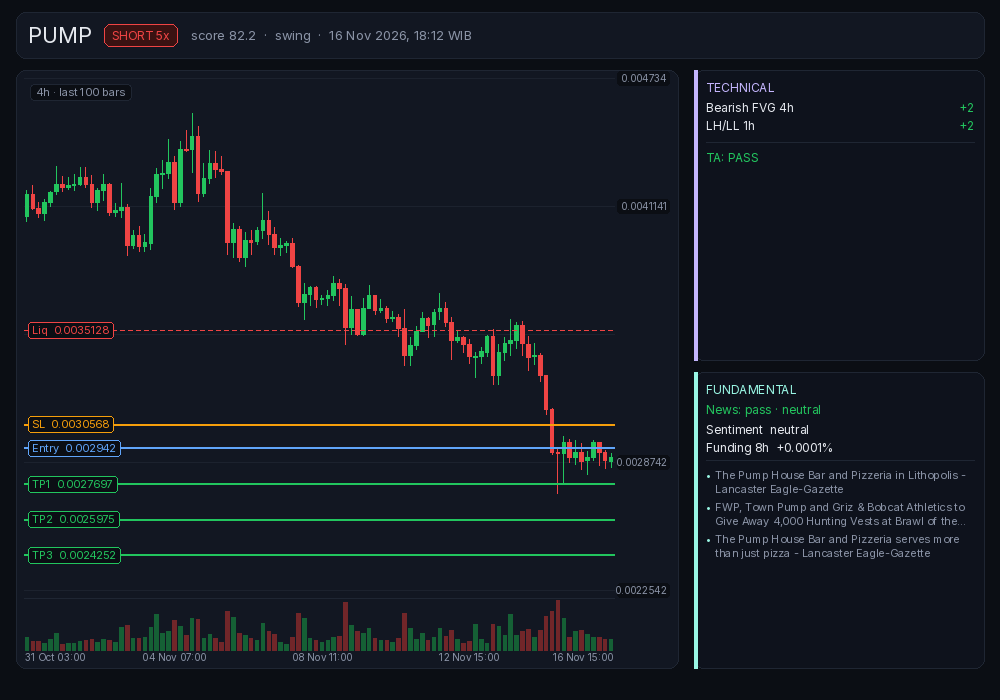 PUMP SHORT 5x score 82.2 · swing · 16 Nov 2026, 18:12 WIB
4h · last 100 bars
0.004734
0.0041141
Liq 0.0035128
SL 0.0030568
Entry 0.002942
0.0028742
TP1 0.0027697
TP2 0.0025975
TP3 0.0024252
0.0022542
31 Oct 03:00 04 Nov 07:00 08 Nov 11:00 12 Nov 15:00 16 Nov 15:00
TECHNICAL
Bearish FVG 4h +2
LH/LL 1h +2
TA: PASS
FUNDAMENTAL
News: pass · neutral
Sentiment neutral
Funding 8h +0.0001%
• The Pump House Bar and Pizzeria in Lithopolis -
Lancaster Eagle-Gazette
• FWP, Town Pump and Griz & Bobcat Athletics to
Give Away 4,000 Hunting Vests at Brawl of the...
• The Pump House Bar and Pizzeria serves more
than just pizza - Lancaster Eagle-Gazette